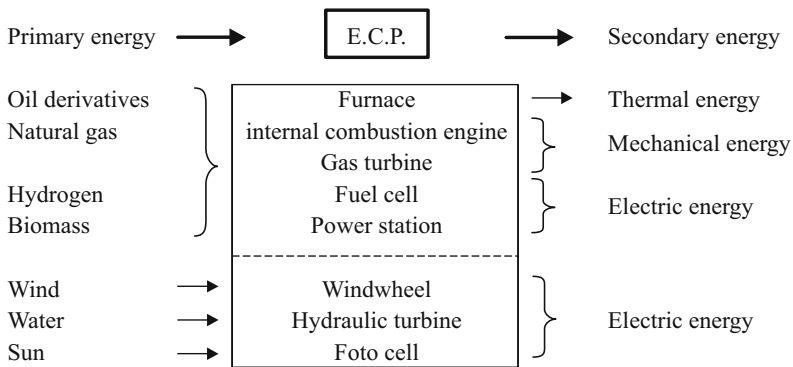 Primary energy E.C.P. Secondary energy
Oil derivatives Furnace Thermal energy
Natural gas internal combustion engine
Mechanical energy
Gas turbine
Hydrogen Fuel cell
Electric energy
Biomass Power station
Wind Windwheel
Water Hydraulic turbine Electric energy
Sun Foto cell